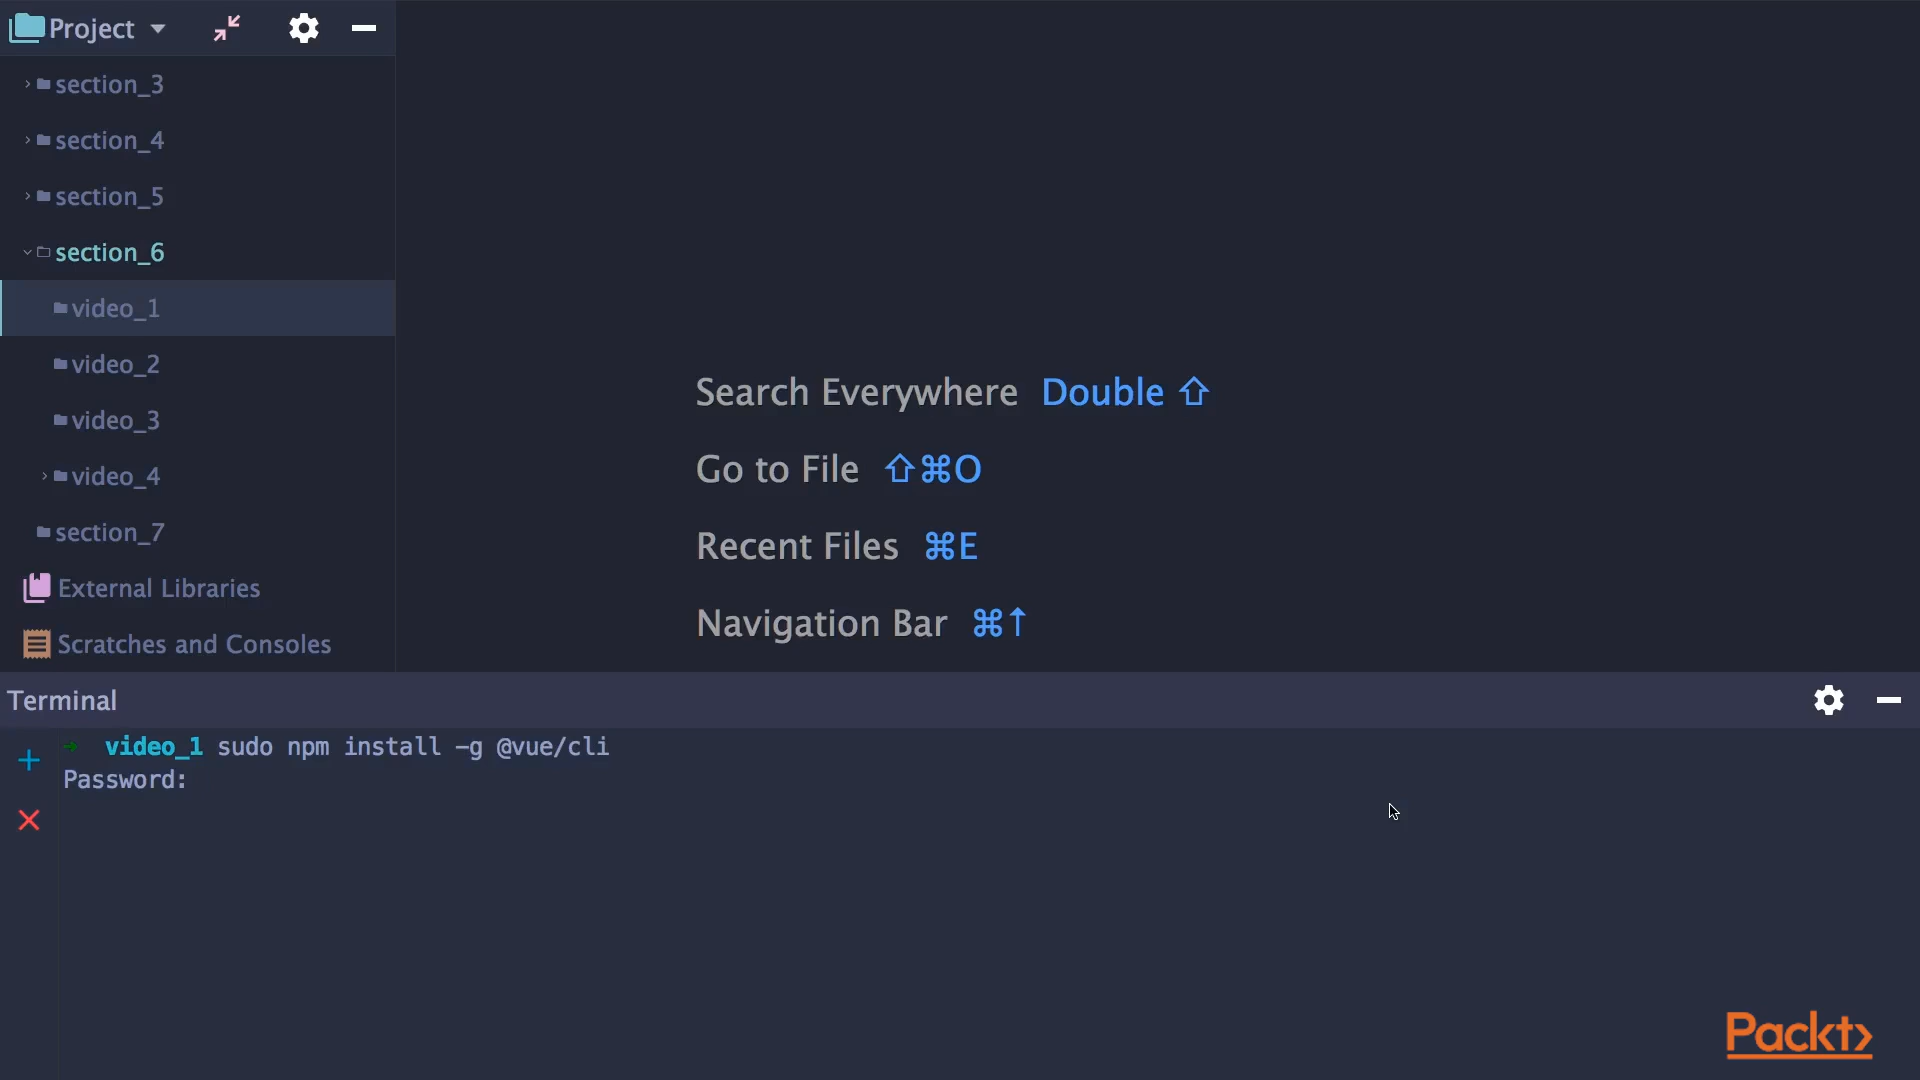 Project
section_3
section_4
section_5
section_6
video_1
video_2
video_3
video_4
section_7
External Libraries
Scratches and Consoles
Search Everywhere Double ⇧
Go to File ⇧⌘O
Recent Files ⌘E
Navigation Bar ⌘↑
Terminal
→ video_1 sudo npm install -g @vue/cli
Password:
Packt>